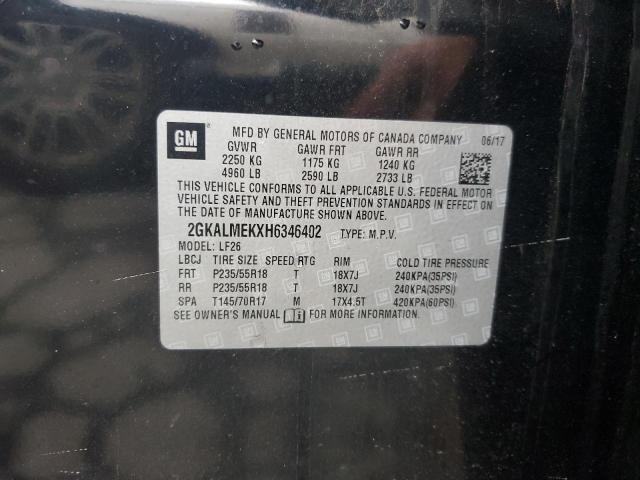 GM
MFD BY GENERAL MOTORS OF CANADA COMPANY 06/17
GVWR GAWR FRT GAWR RR
2250 KG 1175 KG 1240 KG
4960 LB 2590 LB 2733 LB
THIS VEHICLE CONFORMS TO ALL APPLICABLE U.S. FEDERAL MOTOR
VEHICLE SAFETY AND THEFT PREVENTION STANDARDS IN EFFECT ON
THE DATE OF MANUFACTURE SHOWN ABOVE.
2GKALMEKXH6346402 TYPE: M.P.V.
MODEL: LF26
LBCJ TIRE SIZE SPEED RTG RIM COLD TIRE PRESSURE
FRT P235/55R18 T 18X7J 240KPA(35PSI)
RR P235/55R18 T 18X7J 240KPA(35PSI)
SPA T145/70R17 M 17X4.5T 420KPA(60PSI)
SEE OWNER'S MANUAL FOR MORE INFORMATION.